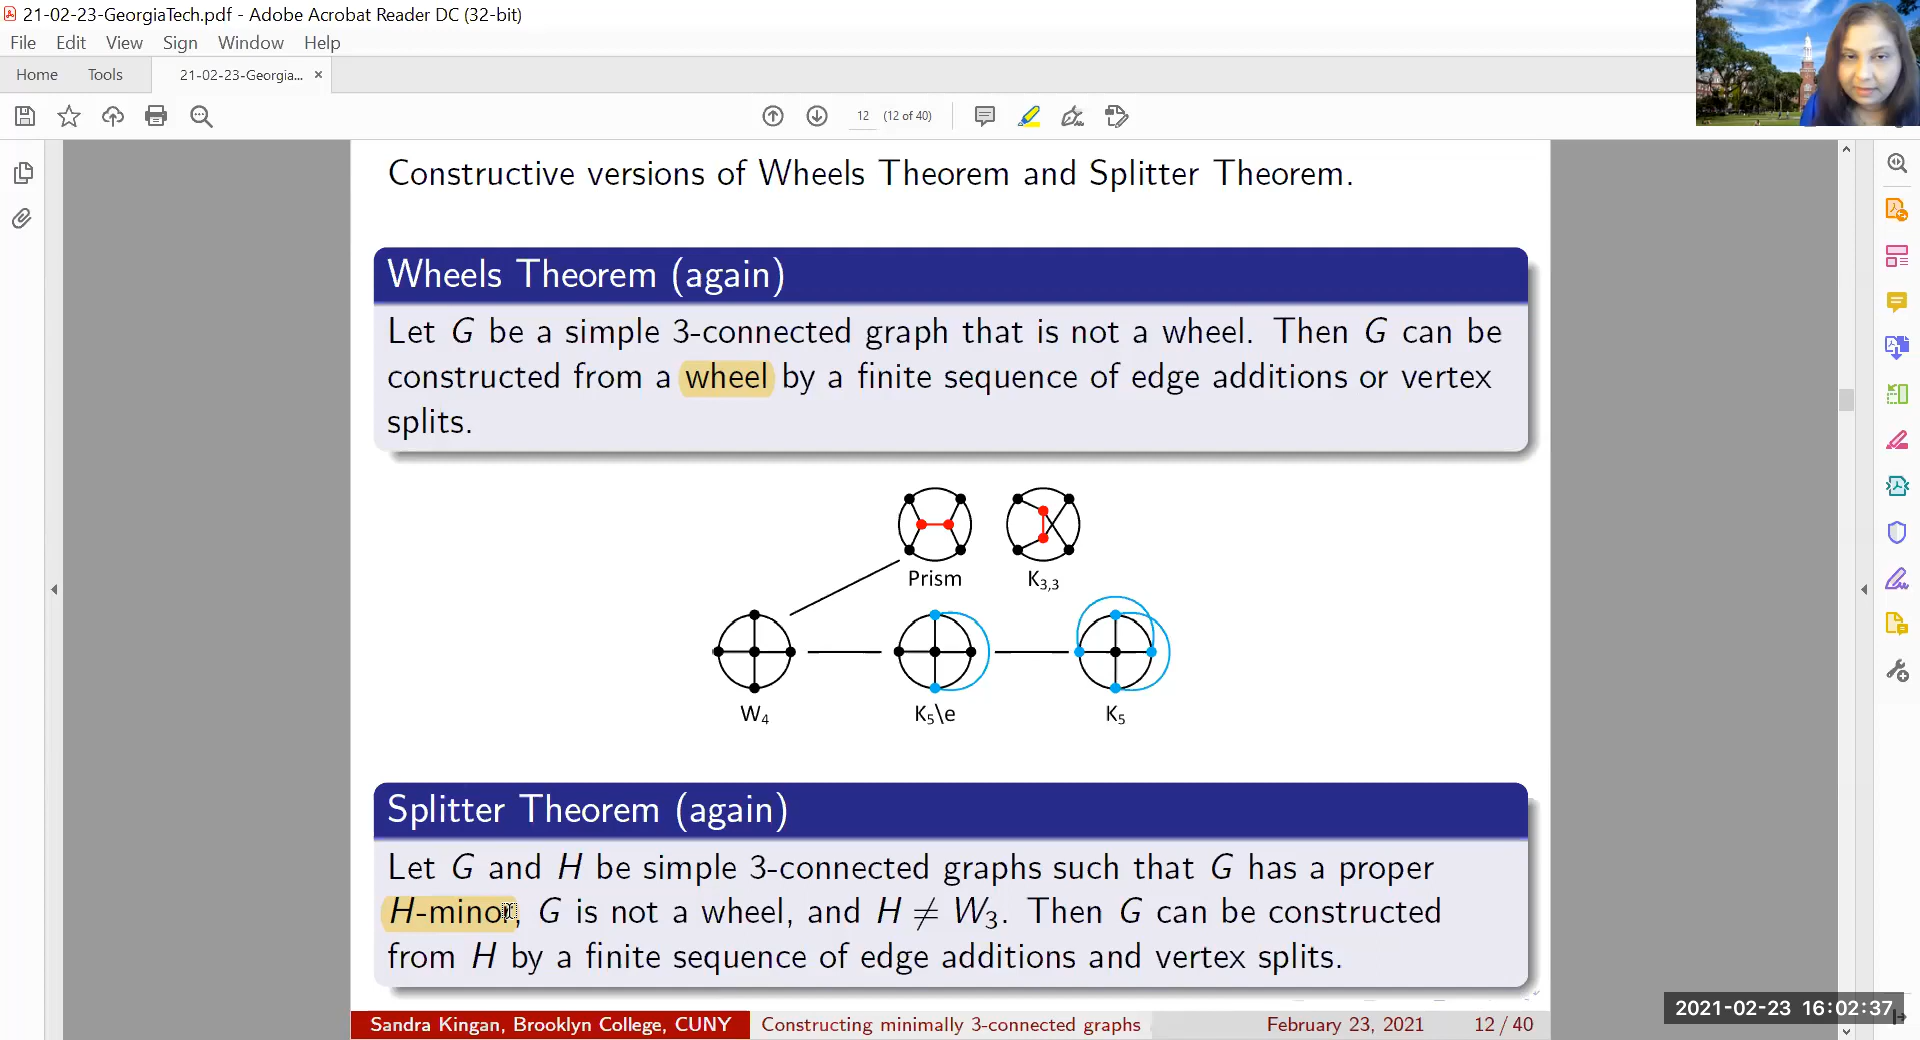 21-02-23-GeorgiaTech.pdf - Adobe Acrobat Reader DC (32-bit)
File Edit View Sign Window Help
Home Tools 21-02-23-Georgia... ×
12 (12 of 40)
Constructive versions of Wheels Theorem and Splitter Theorem.
Wheels Theorem (again)
Let G be a simple 3-connected graph that is not a wheel. Then G can be
constructed from a wheel by a finite sequence of edge additions or vertex
splits.
Prism K₃,₃
W₄ K₅\e K₅
Splitter Theorem (again)
Let G and H be simple 3-connected graphs such that G has a proper
H-minor, G is not a wheel, and H ≠ W₃. Then G can be constructed
from H by a finite sequence of edge additions and vertex splits.
2021-02-23 16:02:37
Sandra Kingan, Brooklyn College, CUNY Constructing minimally 3-connected graphs February 23, 2021 12 / 40